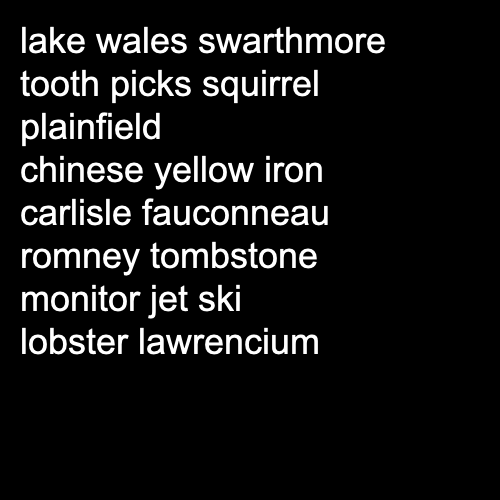 lake wales swarthmore
tooth picks squirrel
plainfield
chinese yellow iron
carlisle fauconneau
romney tombstone
monitor jet ski
lobster lawrencium